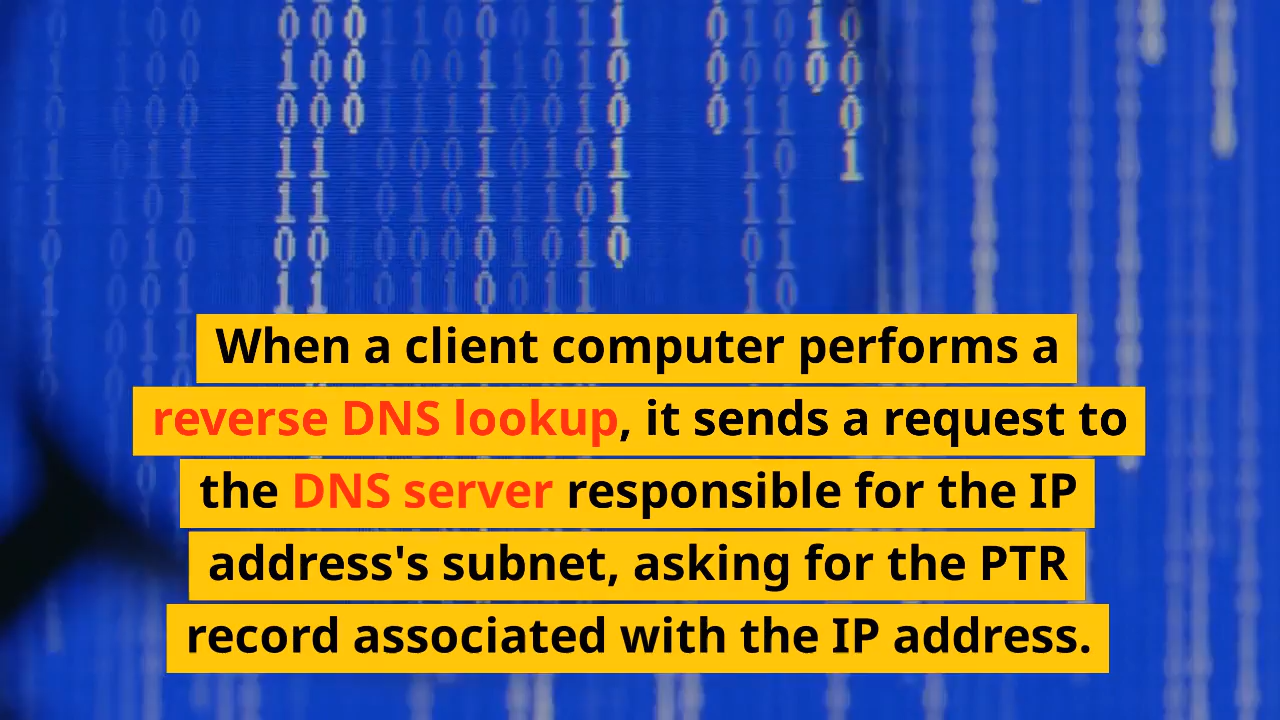 When a client computer performs a
reverse DNS lookup, it sends a request to
the DNS server responsible for the IP
address's subnet, asking for the PTR
record associated with the IP address.